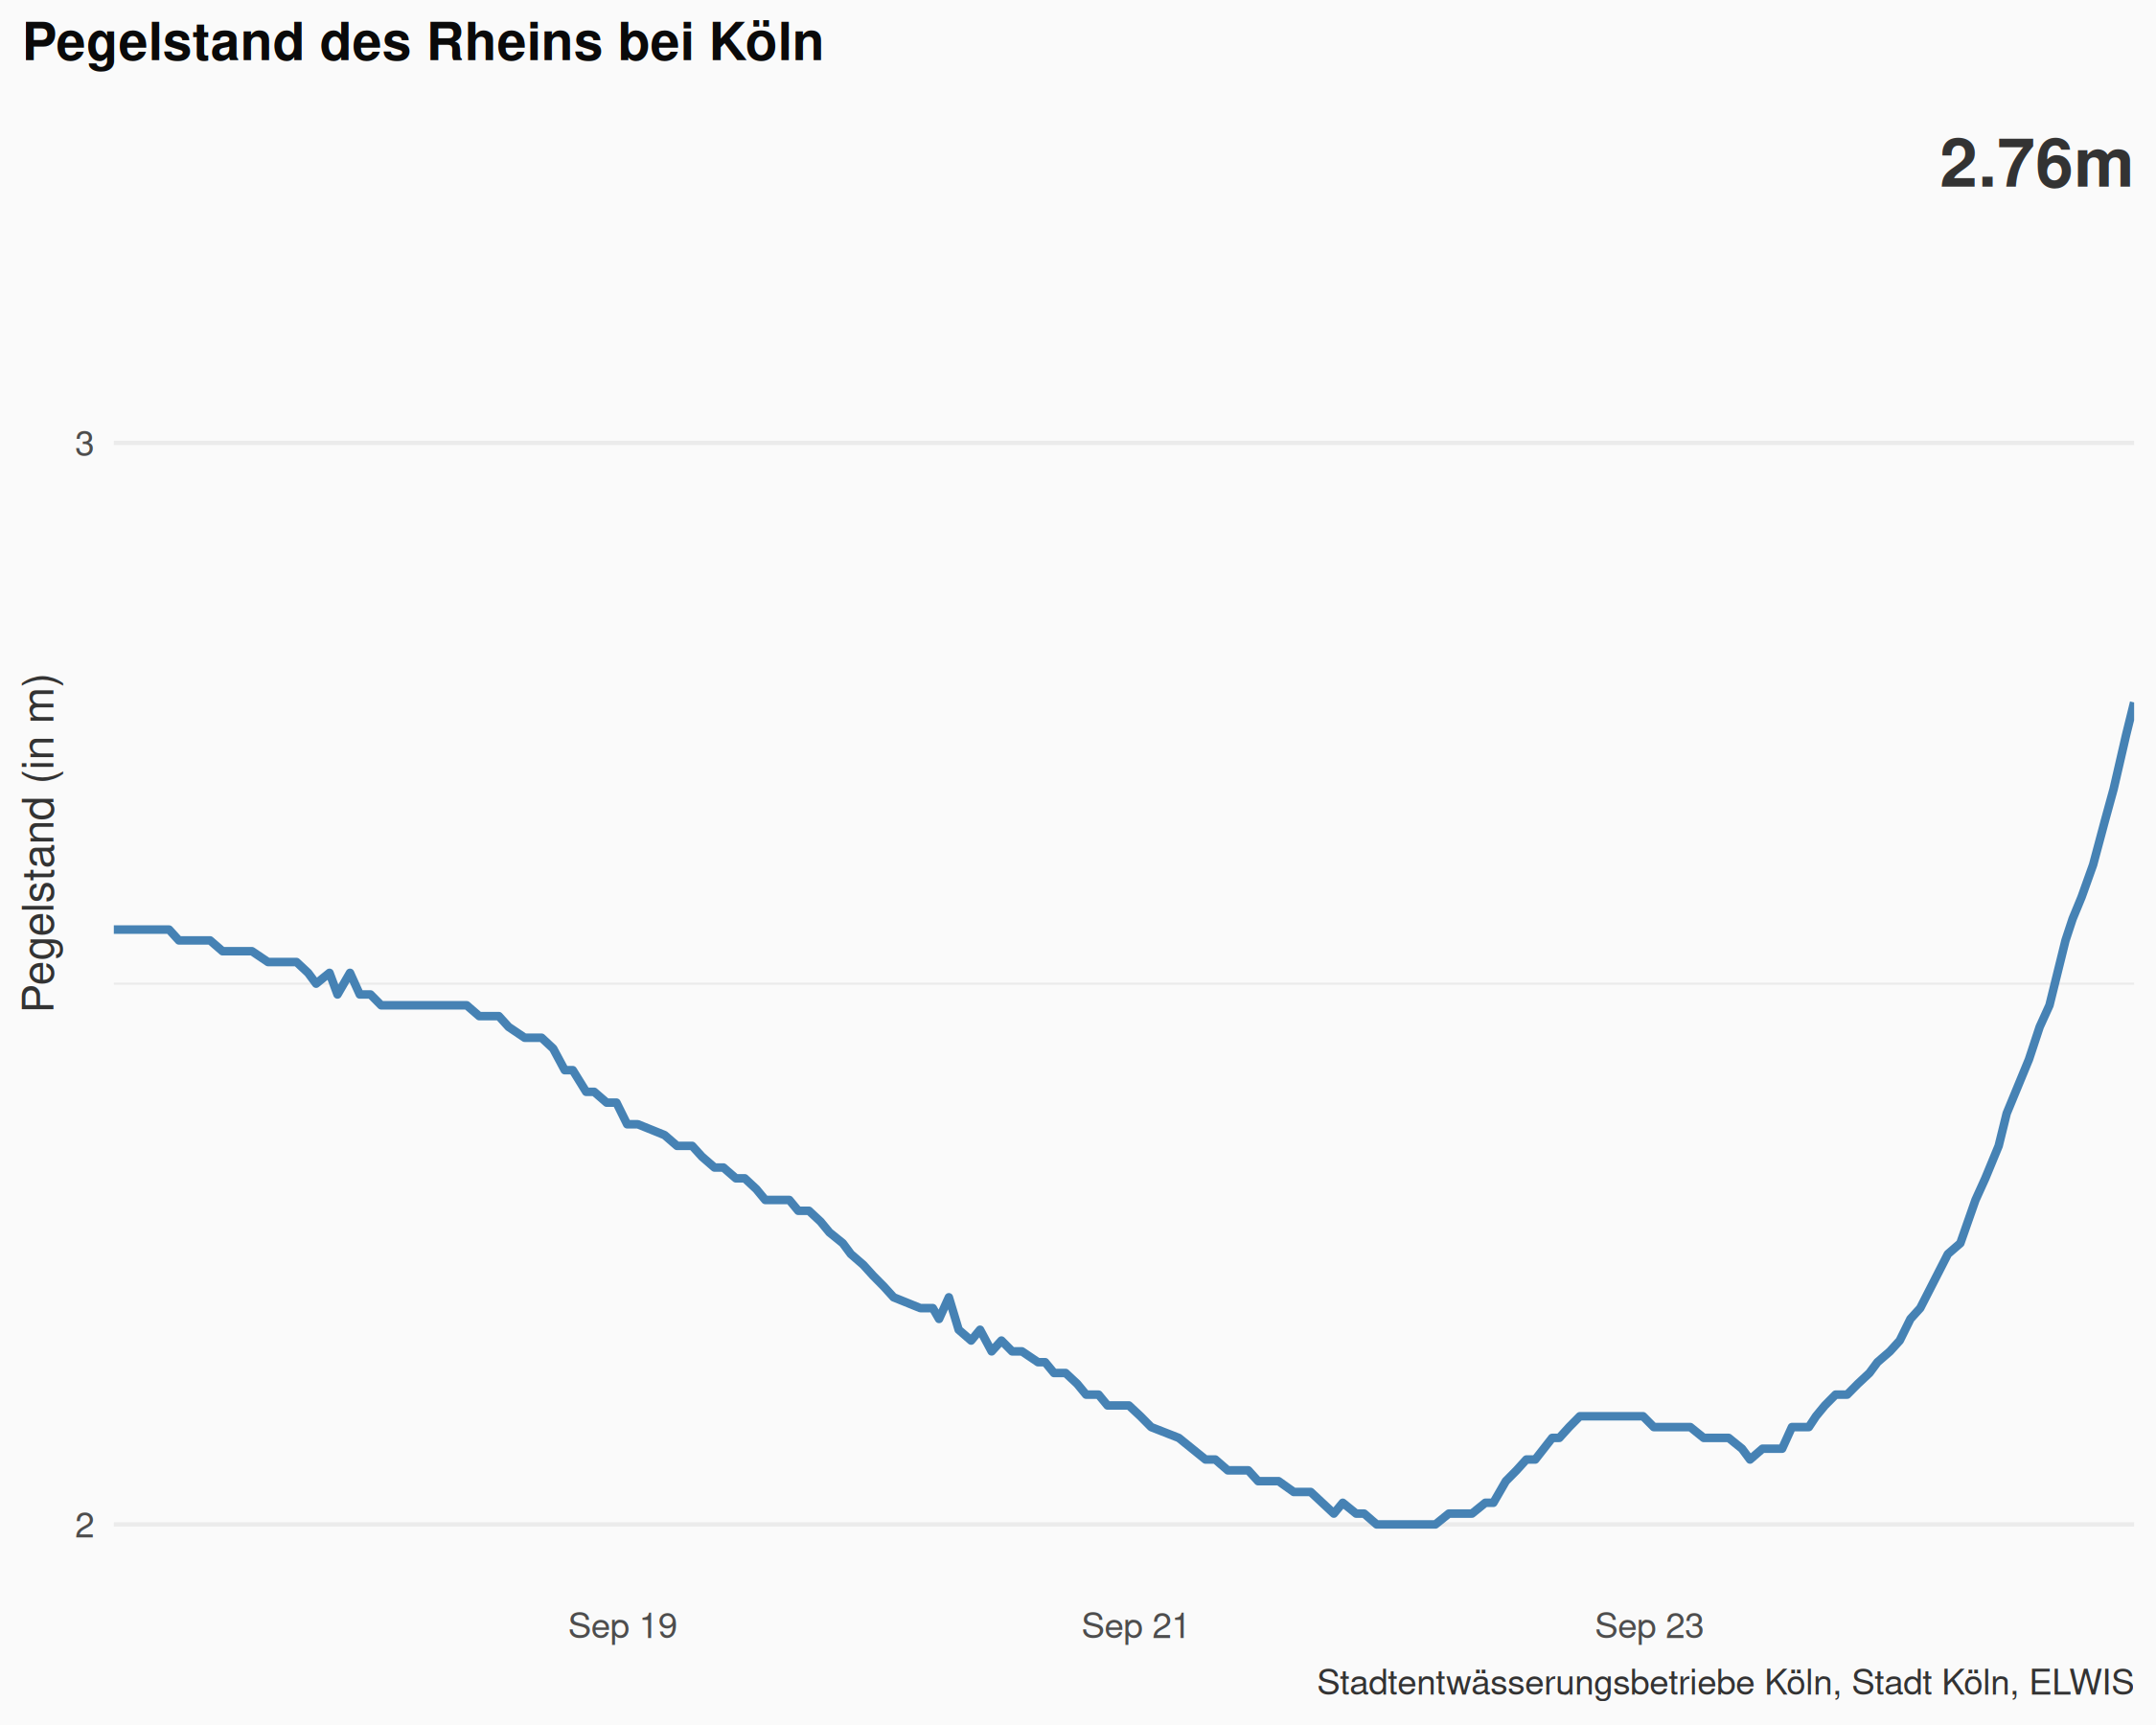 Pegelstand des Rheins bei Köln
2.76m
3
Pegelstand (in m)
2
Sep 19
Sep 21
Sep 23
Stadtentwässerungsbetriebe Köln, Stadt Köln, ELWIS